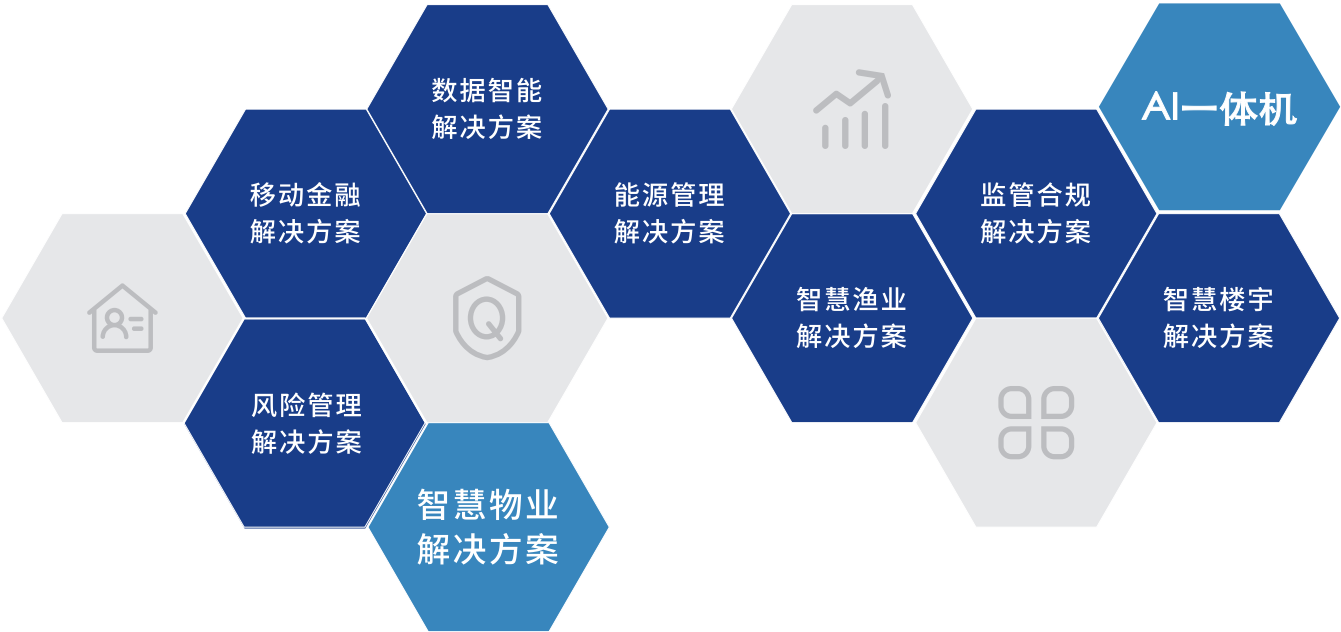 数据智能
解决方案
AI一体机
移动金融
解决方案
能源管理
解决方案
监管合规
解决方案
智慧渔业
解决方案
智慧楼宇
解决方案
风险管理
解决方案
智慧物业
解决方案